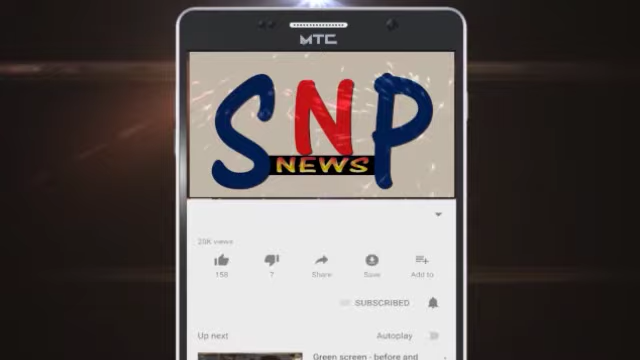 MTC
SNP
NEWS
20K views
158 7 Share Save Add to
SUBSCRIBED
Up next Autoplay
Green screen - before and